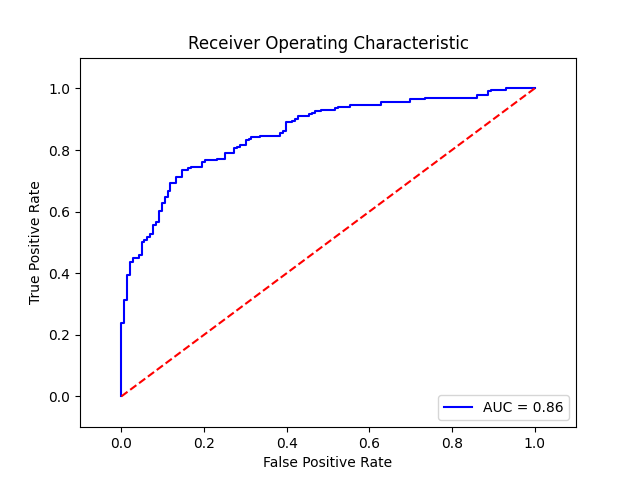 Receiver Operating Characteristic
1.0
0.8
0.6
0.4
0.2
0.0
True Positive Rate
AUC = 0.86
0.0 0.2 0.4 0.6 0.8 1.0
False Positive Rate